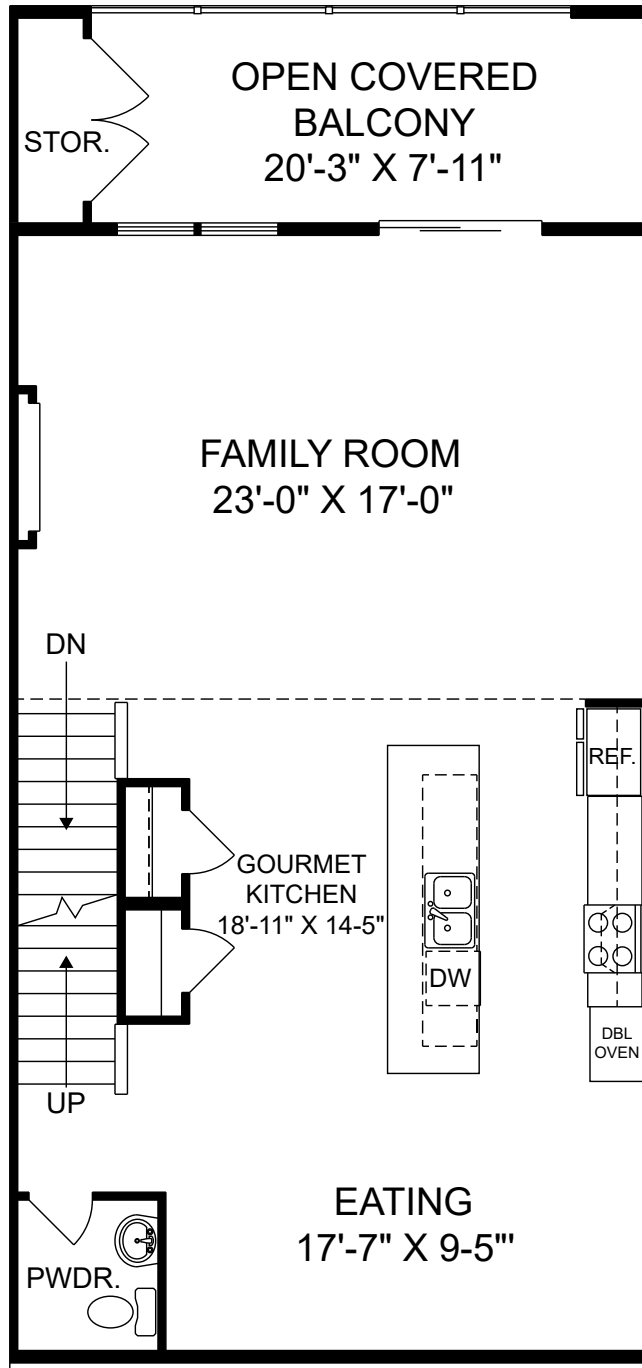 OPEN COVERED
BALCONY
20'-3" X 7'-11"
STOR.
FAMILY ROOM
23'-0" X 17'-0"
DN
REF.
GOURMET
KITCHEN
18'-11" X 14-5"
DW
DBL
OVEN
UP
EATING
17'-7" X 9-5"'
PWDR.